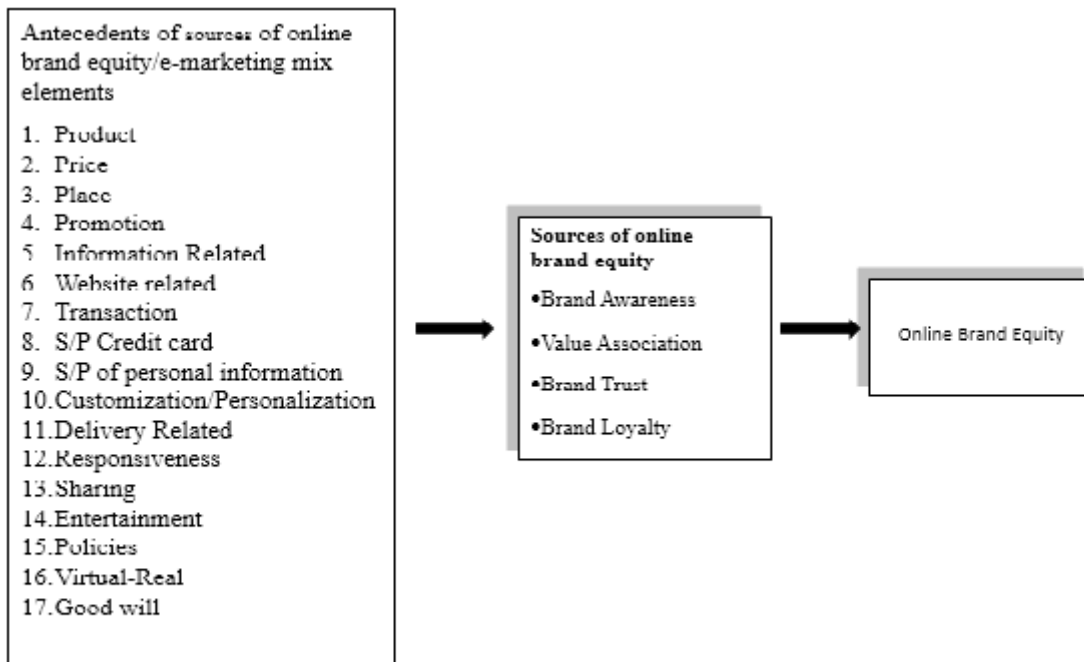 Antecedents of sources of online
brand equity/e-marketing mix
elements
1. Product
2. Price
3. Place
4. Promotion
5 Information Related
6 Website related
7. Transaction
8. S/P Credit card
9. S/P of personal information
10.Customization/Personalization
11.Delivery Related
12.Responsiveness
13.Sharing
14.Entertainment
15.Policies
16.Virtual-Real
17.Good will
Sources of online
brand equity
•Brand Awareness
•Value Association
•Brand Trust
•Brand Loyalty
Online Brand Equity